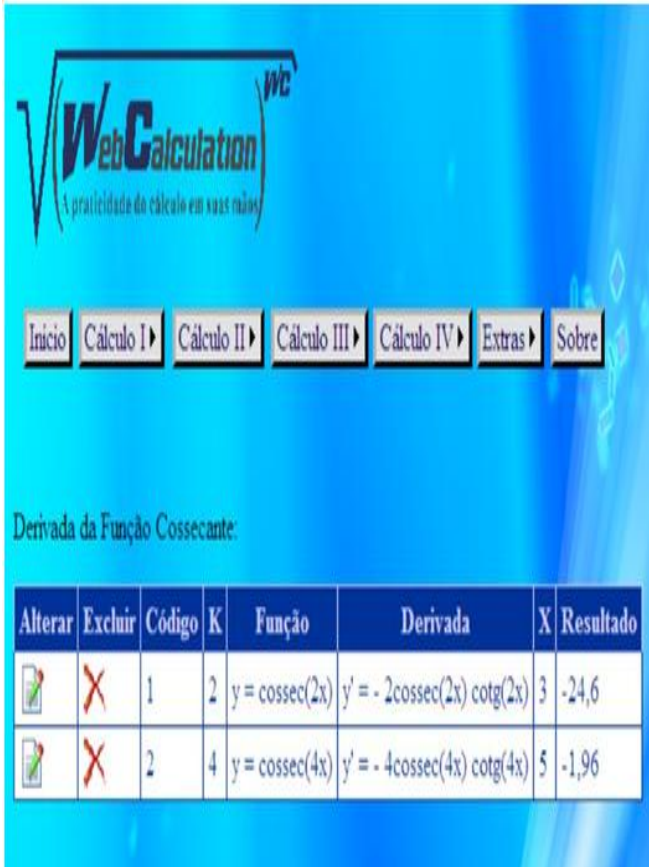 WC
WebCalculation
A praticidade do cálculo em suas mãos
Inicio Cálculo I Cálculo II Cálculo III Cálculo IV Extras Sobre
Derivada da Função Cossecante:
Alterar Excluir Código K Função Derivada X Resultado
1 2 y = cossec(2x) y' = - 2cossec(2x) cotg(2x) 3 -24,6
2 4 y = cossec(4x) y' = - 4cossec(4x) cotg(4x) 5 -1,96